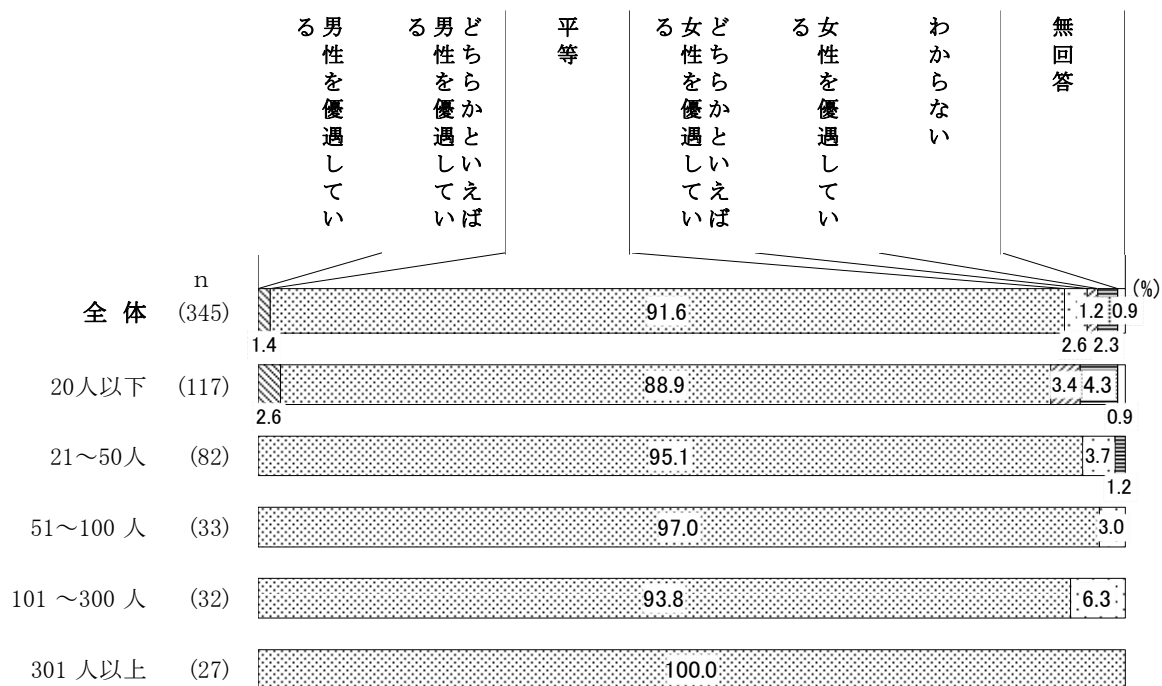 男性を優遇してい
る
どちらかといえば
男性を優遇してい
る
平等
どちらかといえば
女性を優遇してい
る
女性を優遇してい
る
わからない
無回答
n
(%)
全 体 (345) 91.6 1.2 0.9
1.4 2.6 2.3
20人以下 (117) 88.9 3.4 4.3
2.6 0.9
21～50人 (82) 95.1 3.7
1.2
51～100 人 (33) 97.0 3.0
101 ～300 人 (32) 93.8 6.3
301 人以上 (27) 100.0